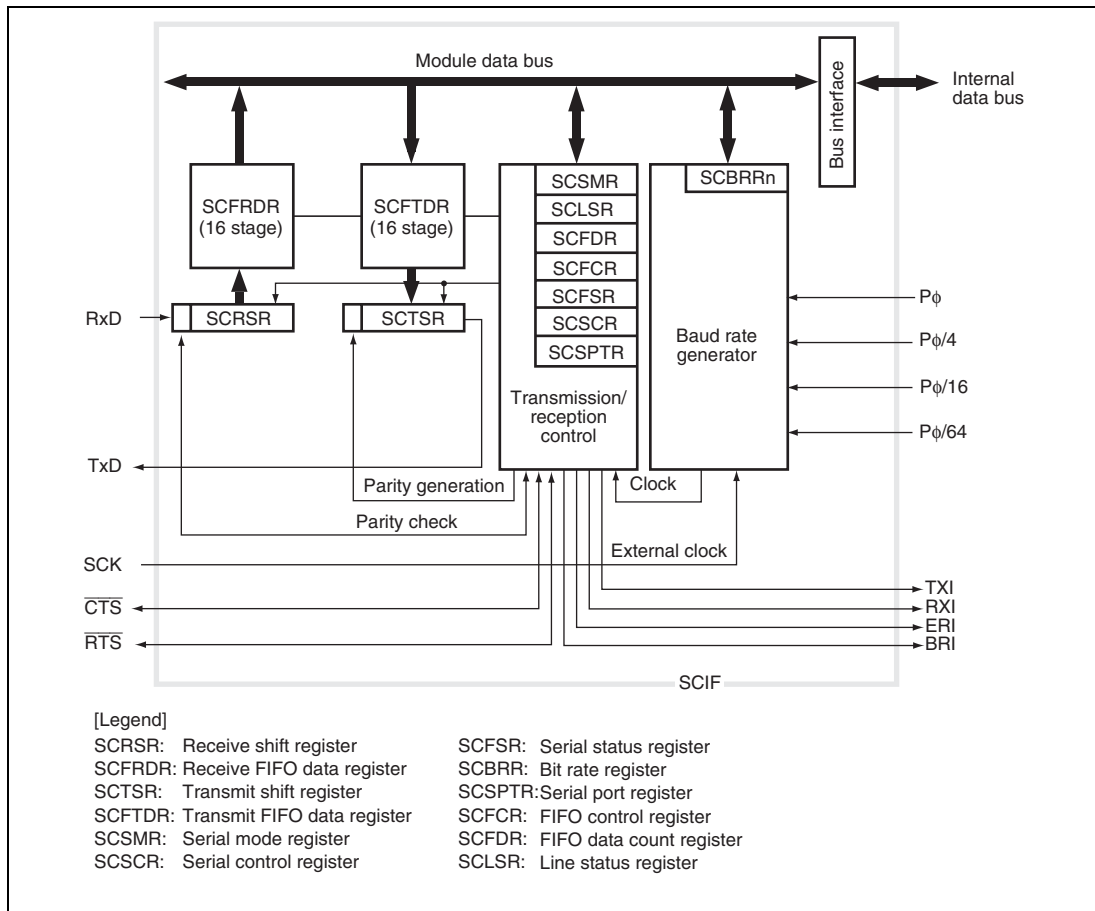 Module data bus
Bus interface
Internal
data bus
SCFRDR
(16 stage)
SCFTDR
(16 stage)
SCSMR
SCLSR
SCFDR
SCFCR
SCFSR
SCSCR
SCSPTR
Transmission/
reception
control
SCBRRn
Baud rate
generator
RxD
SCRSR
SCTSR
Pϕ
Pϕ/4
Pϕ/16
Pϕ/64
TxD
Parity generation
Clock
Parity check
SCK
External clock
CTS
RTS
TXI
RXI
ERI
BRI
SCIF
[Legend]
SCRSR: Receive shift register
SCFRDR: Receive FIFO data register
SCTSR: Transmit shift register
SCFTDR: Transmit FIFO data register
SCSMR: Serial mode register
SCSCR: Serial control register
SCFSR: Serial status register
SCBRR: Bit rate register
SCSPTR:Serial port register
SCFCR: FIFO control register
SCFDR: FIFO data count register
SCLSR: Line status register